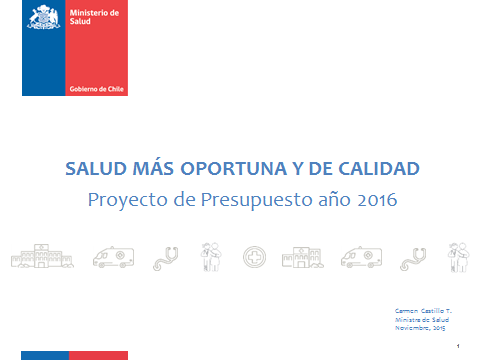 Ministerio de
Salud
Gobierno de Chile
SALUD MÁS OPORTUNA Y DE CALIDAD
Proyecto de Presupuesto año 2016
Carmen Castillo T.
Ministra de Salud
Noviembre, 2015
1